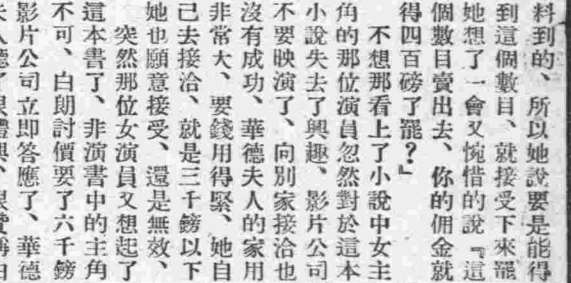 料到的、所以她說要是能得
到這個數目、就接受下來罷
她想了一會又惋惜的說『這
個數目賣出去、你的佣金就
得四百磅了罷？』
不想那看上了小說中女主
角的那位演員忽然對於這本
小說失去了興趣、影片公司
不要映演了、向別家接洽也
沒有成功、華德夫人的家用
非常大、要錢用得緊、她自
己去接洽、就是三千鎊以下
她也願意接受、還是無效、
突然那位女演員又想起了
這本書了、非演書中的主角
不可、白朗討價要了六千鎊
影片公司立即答應了、華德